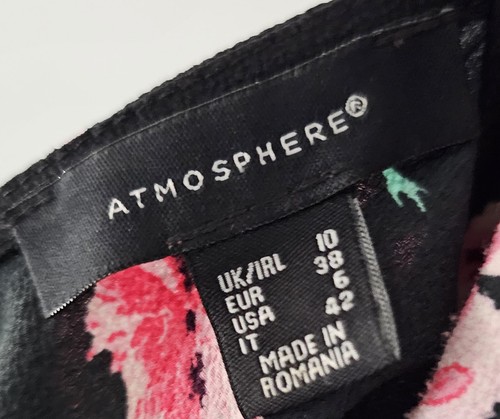 ATMOSPHERE®
UK/IRL 10
EUR 38
USA 6
IT 42
MADE IN
ROMANIA